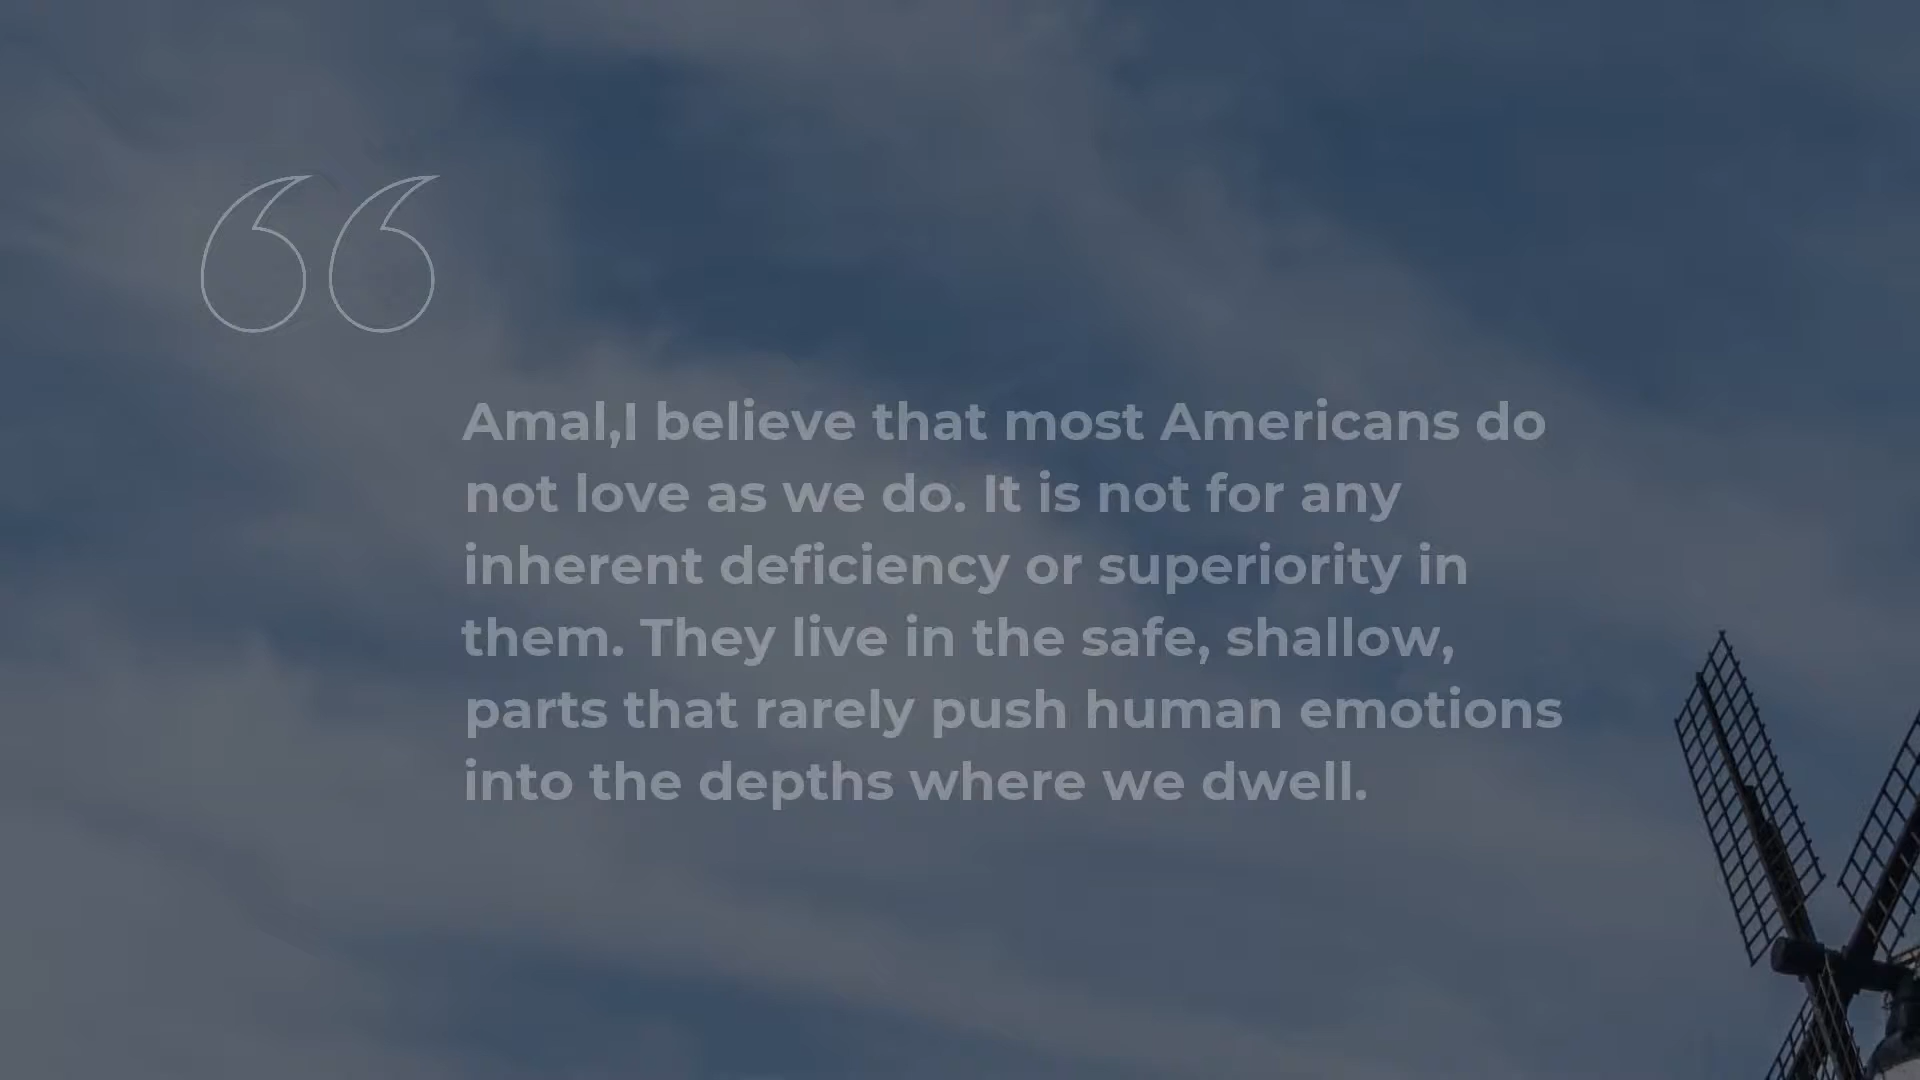 Amal,I believe that most Americans do
not love as we do. It is not for any
inherent deficiency or superiority in
them. They live in the safe, shallow,
parts that rarely push human emotions
into the depths where we dwell.